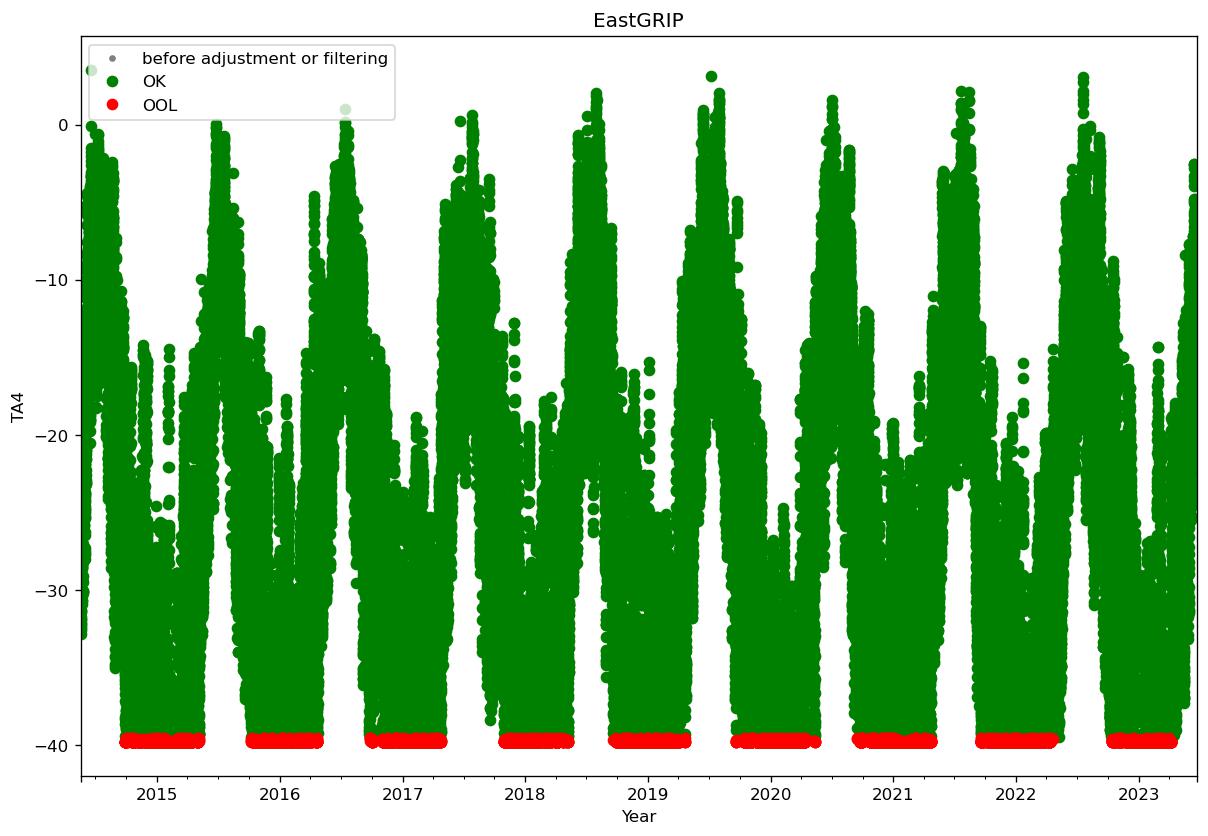 EastGRIP
before adjustment or filtering
OK
OOL
TA4
0
−10
−20
−30
−40
2015 2016 2017 2018 2019 2020 2021 2022 2023
Year